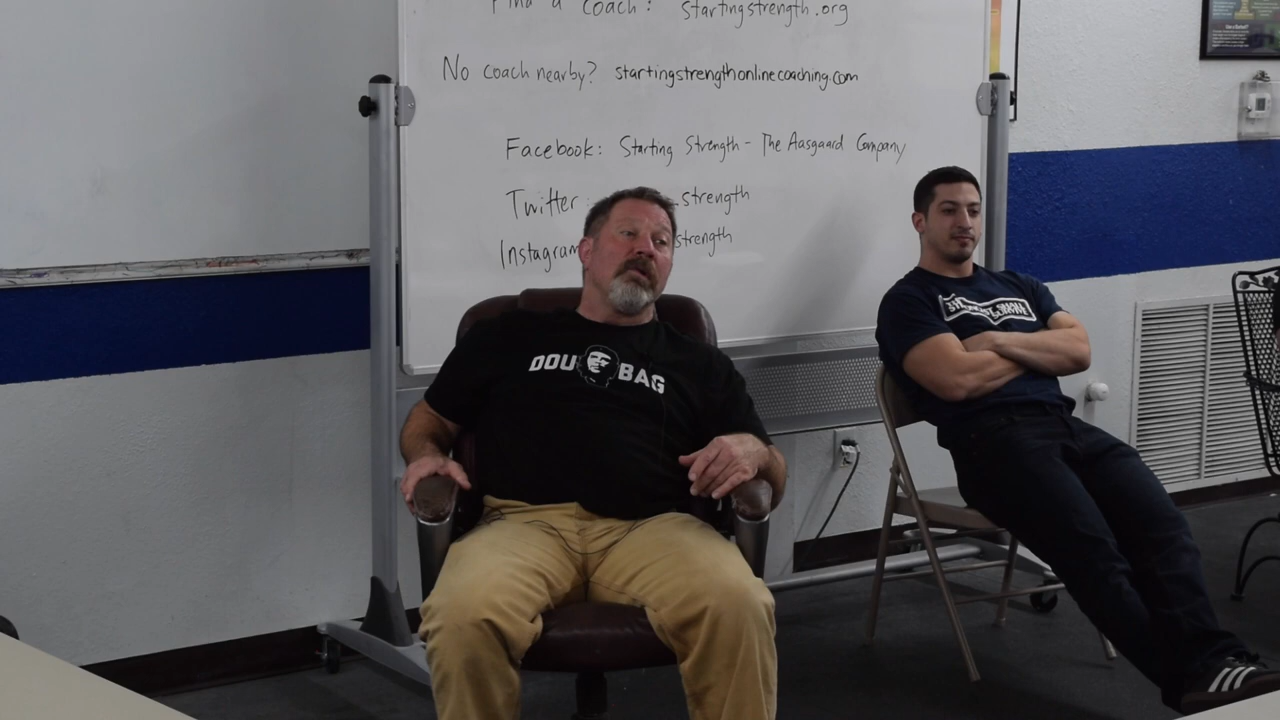 Find a coach: startingstrength.org
No coach nearby? startingstrengthonlinecoaching.com
Facebook: Starting Strength - The Aasgaard Company
Twitter: _strength
Instagram strength
DOU BAG